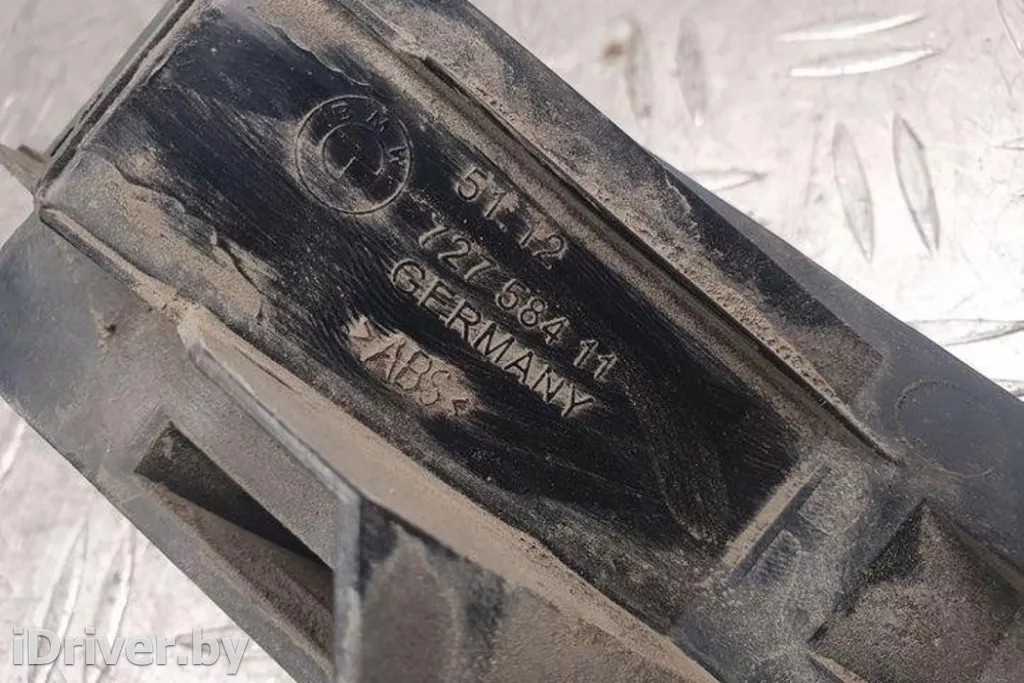 BMW
51.12
727 584 11
GERMANY
>ABS<
iDriver.by